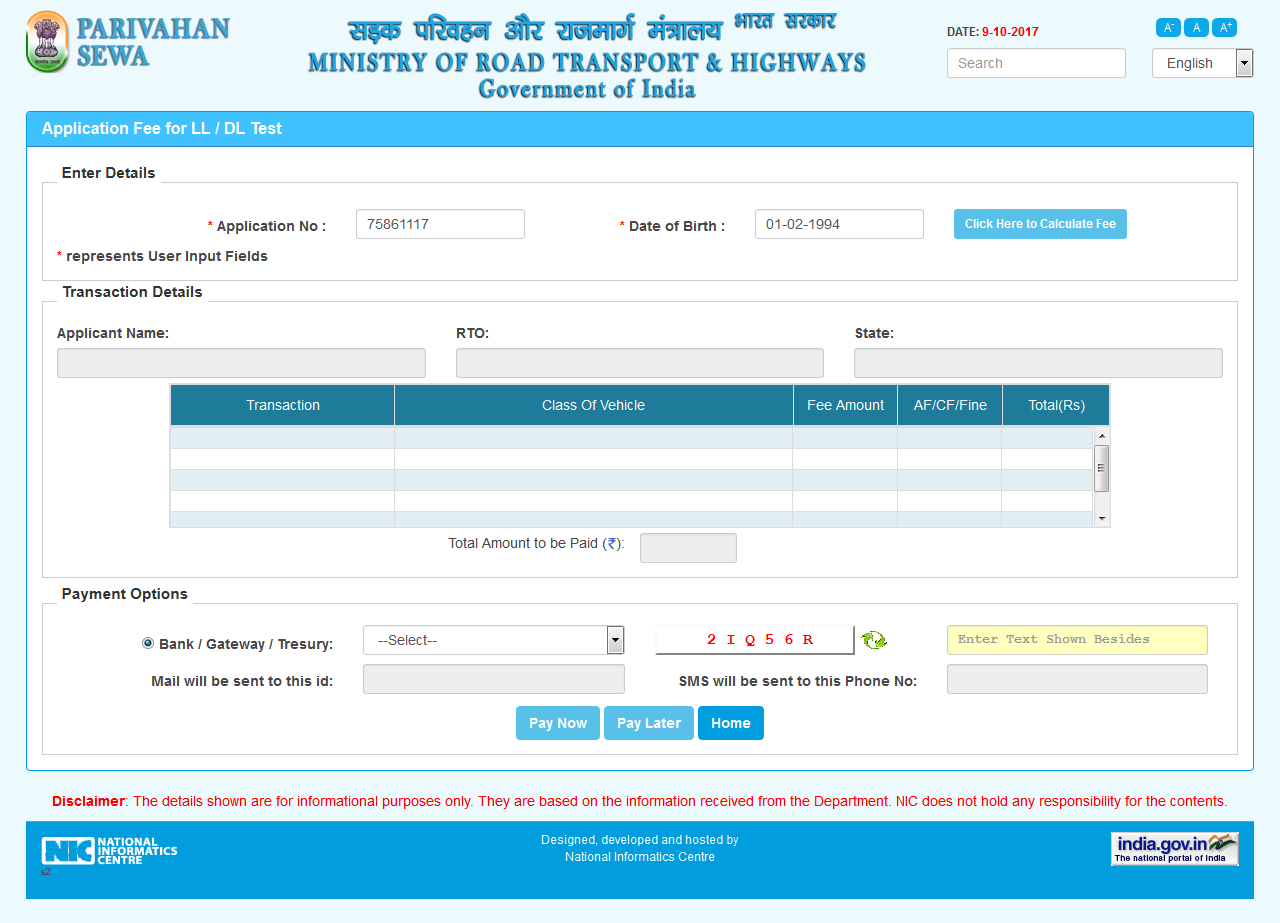 PARIVAHAN
SEWA
सड़क परिवहन और राजमार्ग मंत्रालय भारत सरकार
MINISTRY OF ROAD TRANSPORT & HIGHWAYS
Government of India
DATE: 9-10-2017
A- A A+
Search
English
Application Fee for LL / DL Test
Enter Details
* Application No : 75861117 * Date of Birth : 01-02-1994 Click Here to Calculate Fee
* represents User Input Fields
Transaction Details
Applicant Name: RTO: State:
Transaction Class Of Vehicle Fee Amount AF/CF/Fine Total(Rs)
Total Amount to be Paid (₹):
Payment Options
Bank / Gateway / Tresury: --Select-- 2 I Q 5 6 R Enter Text Shown Besides
Mail will be sent to this id: SMS will be sent to this Phone No:
Pay Now Pay Later Home
Disclaimer: The details shown are for informational purposes only. They are based on the information received from the Department. NIC does not hold any responsibility for the contents.
NIC NATIONAL
INFORMATICS
CENTRE
s2
Designed, developed and hosted by
National Informatics Centre
india.gov.in
The national portal of India